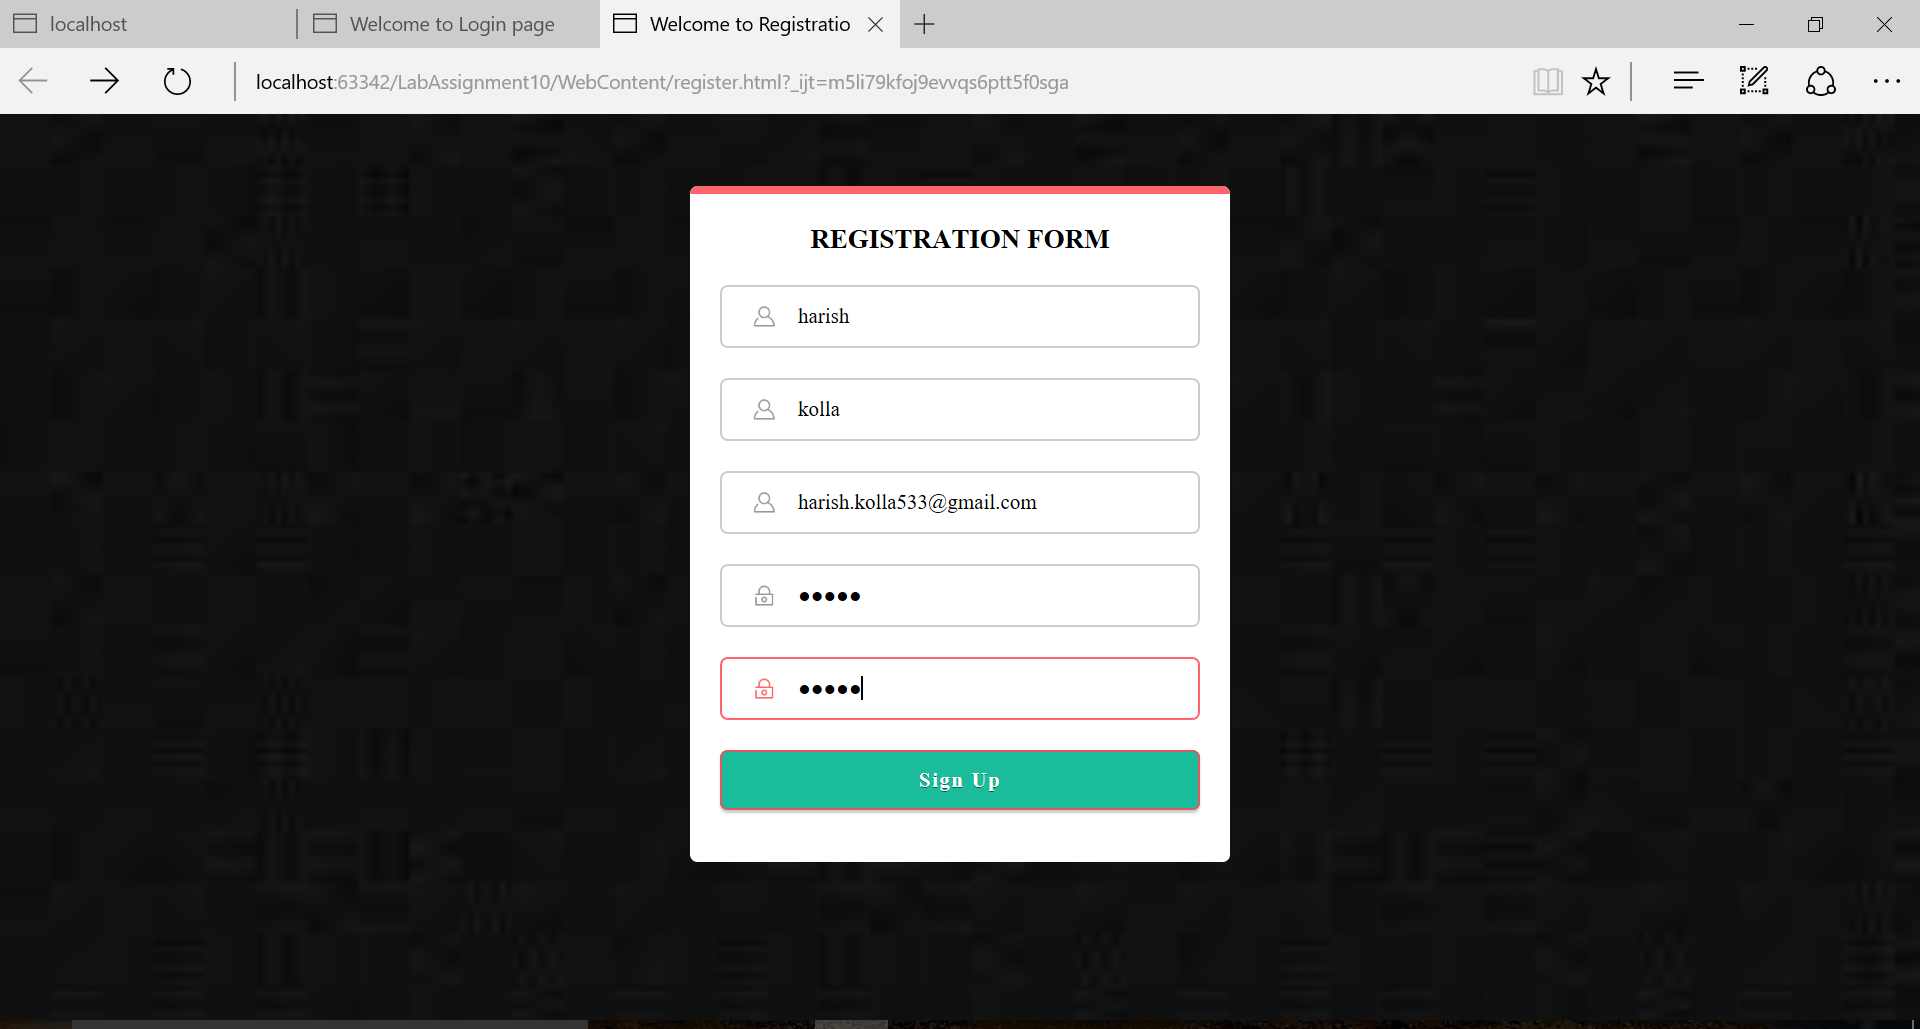 localhost
Welcome to Login page
Welcome to Registratio
localhost:63342/LabAssignment10/WebContent/register.html?_ijt=m5li79kfoj9evvqs6ptt5f0sga
REGISTRATION FORM
harish
kolla
harish.kolla533@gmail.com
•••••
•••••
Sign Up